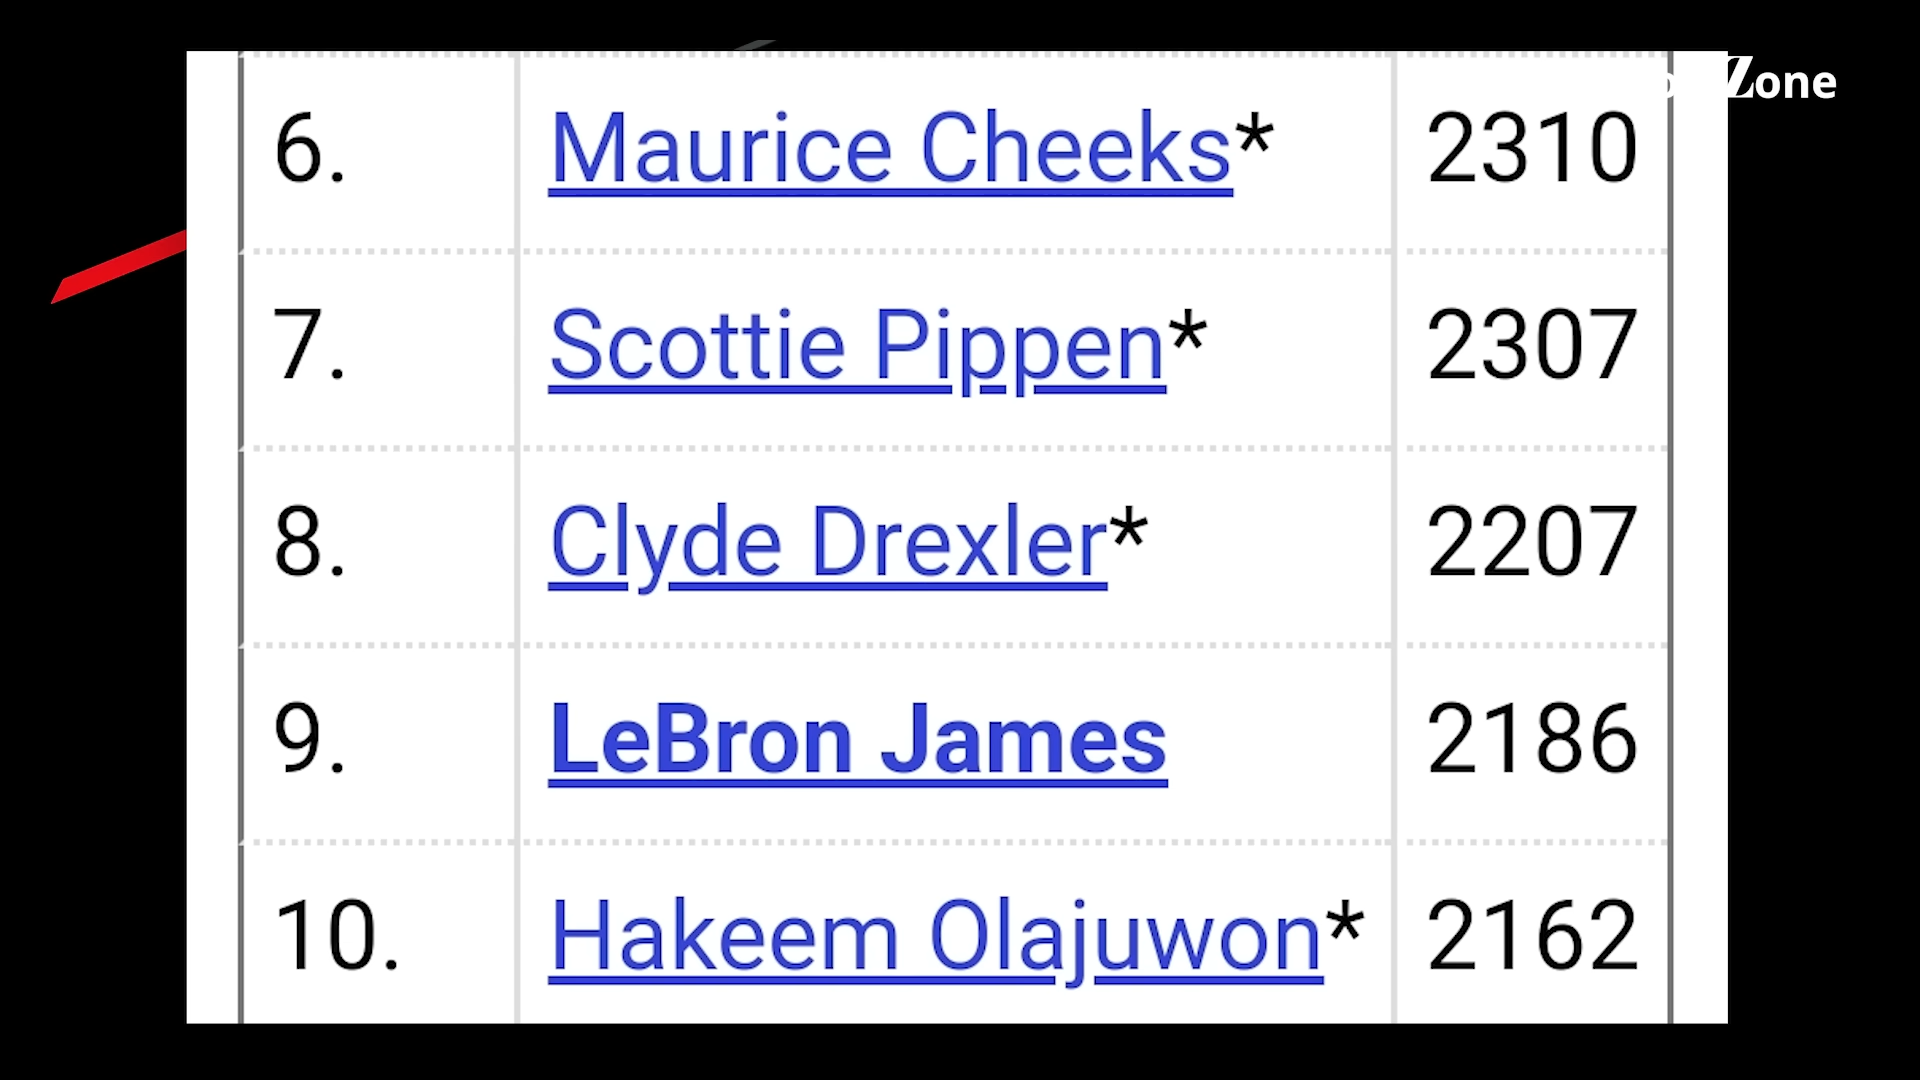 Zone
6. Maurice Cheeks* 2310
7. Scottie Pippen* 2307
8. Clyde Drexler* 2207
9. LeBron James 2186
10. Hakeem Olajuwon* 2162